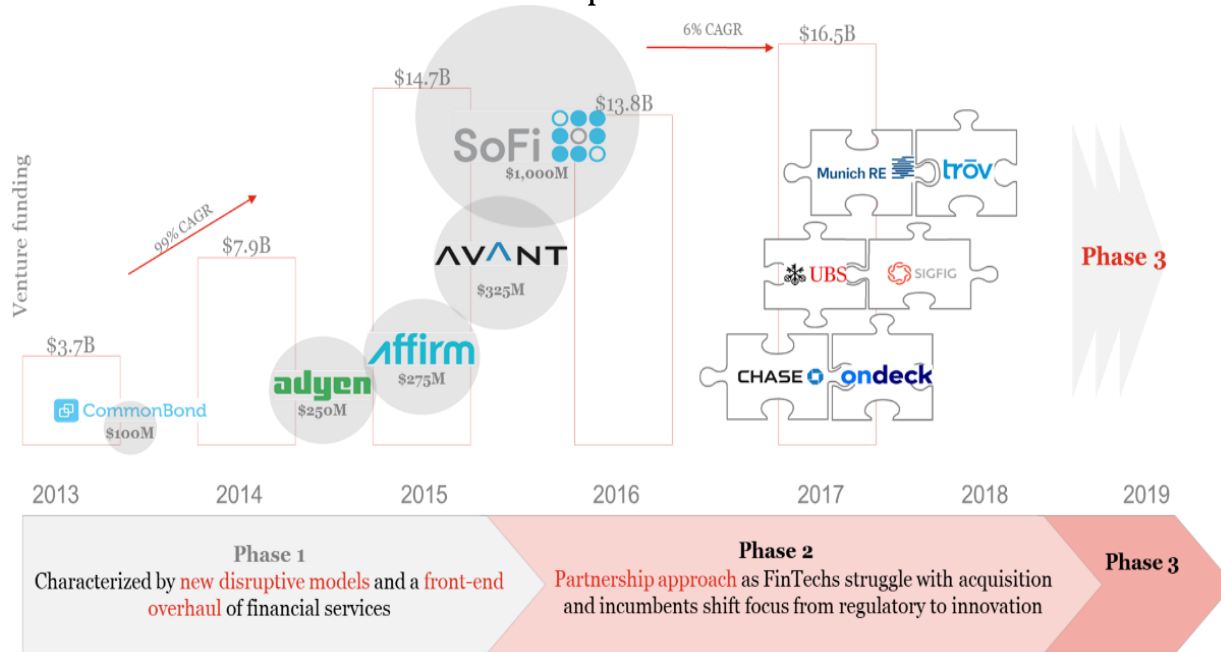 Venture funding
99% CAGR
6% CAGR
$3.7B
$7.9B
$14.7B
$13.8B
$16.5B
CommonBond
$100M
adyen
$250M
affirm
$275M
AVANT
$325M
SoFi
$1,000M
Munich RE
trōv
UBS
SIGFIG
CHASE
ondeck
Phase 3
2013
2014
2015
2016
2017
2018
2019
Phase 1
Characterized by new disruptive models and a front-end
overhaul of financial services
Phase 2
Partnership approach as FinTechs struggle with acquisition
and incumbents shift focus from regulatory to innovation
Phase 3